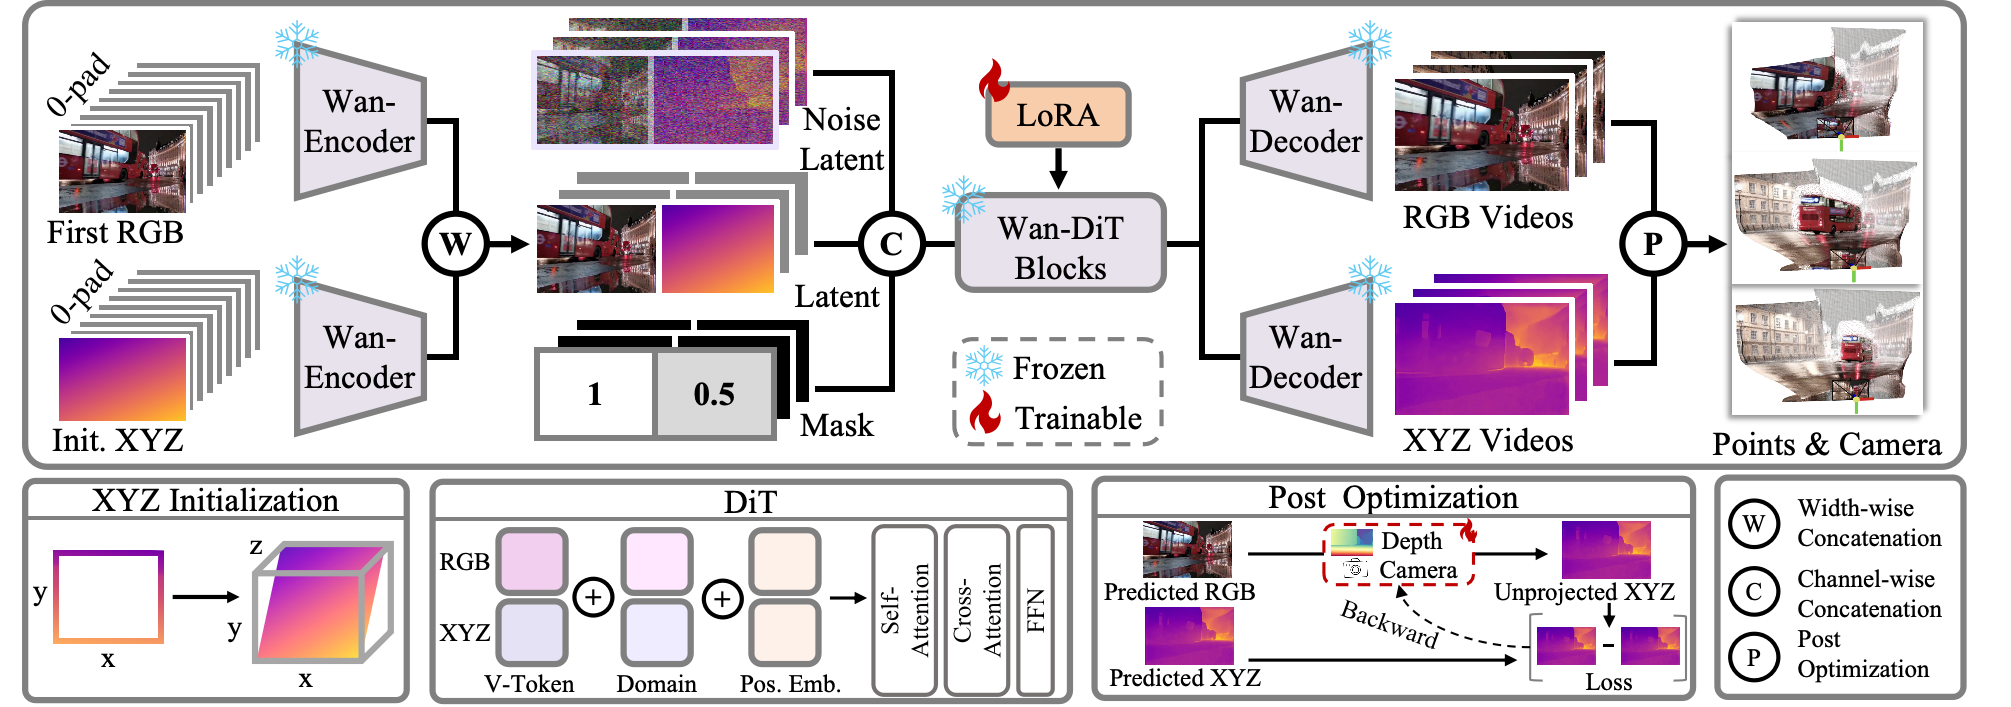 0-pad
First RGB
0-pad
Init. XYZ
Wan-
Encoder
Wan-
Encoder
W
Noise
Latent
Latent
1
0.5
Mask
C
LoRA
Wan-DiT
Blocks
Frozen
Trainable
Wan-
Decoder
Wan-
Decoder
RGB Videos
XYZ Videos
P
Points & Camera
XYZ Initialization
y
x
z
y
x
DiT
RGB
XYZ
+
+
V-Token
Domain
Pos. Emb.
Self-
Attention
Cross-
Attention
FFN
Post Optimization
Predicted RGB
Depth
Camera
Unprojected XYZ
Backward
Predicted XYZ
-
Loss
W
Width-wise
Concatenation
C
Channel-wise
Concatenation
P
Post
Optimization